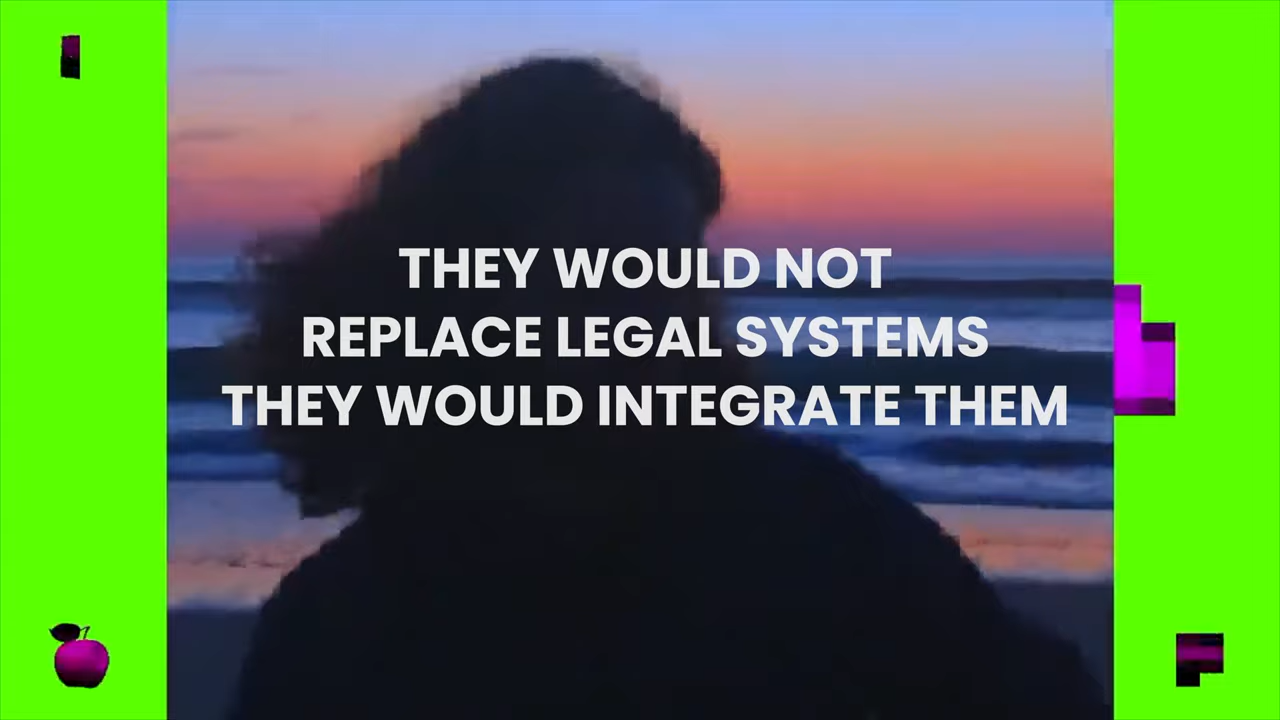 THEY WOULD NOT
REPLACE LEGAL SYSTEMS
THEY WOULD INTEGRATE THEM